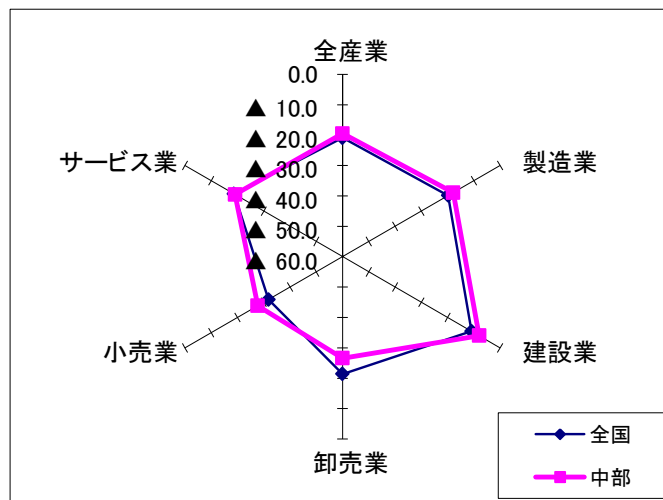 全産業
0.0
▲ 10.0
▲ 20.0
▲ 30.0
▲ 40.0
▲ 50.0
▲ 60.0
製造業
建設業
卸売業
小売業
サービス業
全国
中部